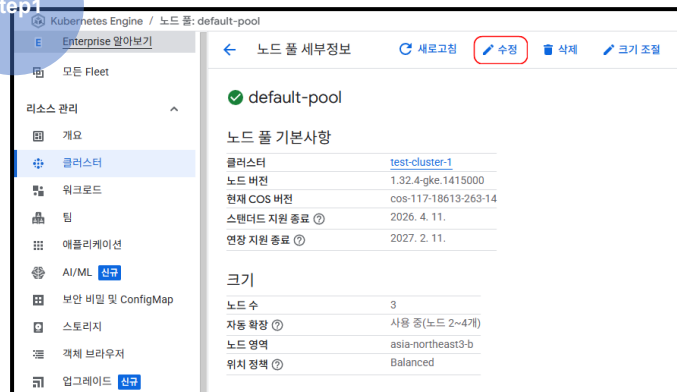 tep1
Kubernetes Engine / 노드 풀: default-pool
E Enterprise 알아보기
모든 Fleet
리소스 관리
개요
클러스터
워크로드
팀
애플리케이션
AI/ML 신규
보안 비밀 및 ConfigMap
스토리지
객체 브라우저
업그레이드 신규
노드 풀 세부정보 새로고침 수정 삭제 크기 조절
default-pool
노드 풀 기본사항
클러스터 test-cluster-1
노드 버전 1.32.4-gke.1415000
현재 COS 버전 cos-117-18613-263-14
스탠더드 지원 종료 2026. 4. 11.
연장 지원 종료 2027. 2. 11.
크기
노드 수 3
자동 확장 사용 중(노드 2~4개)
노드 영역 asia-northeast3-b
위치 정책 Balanced